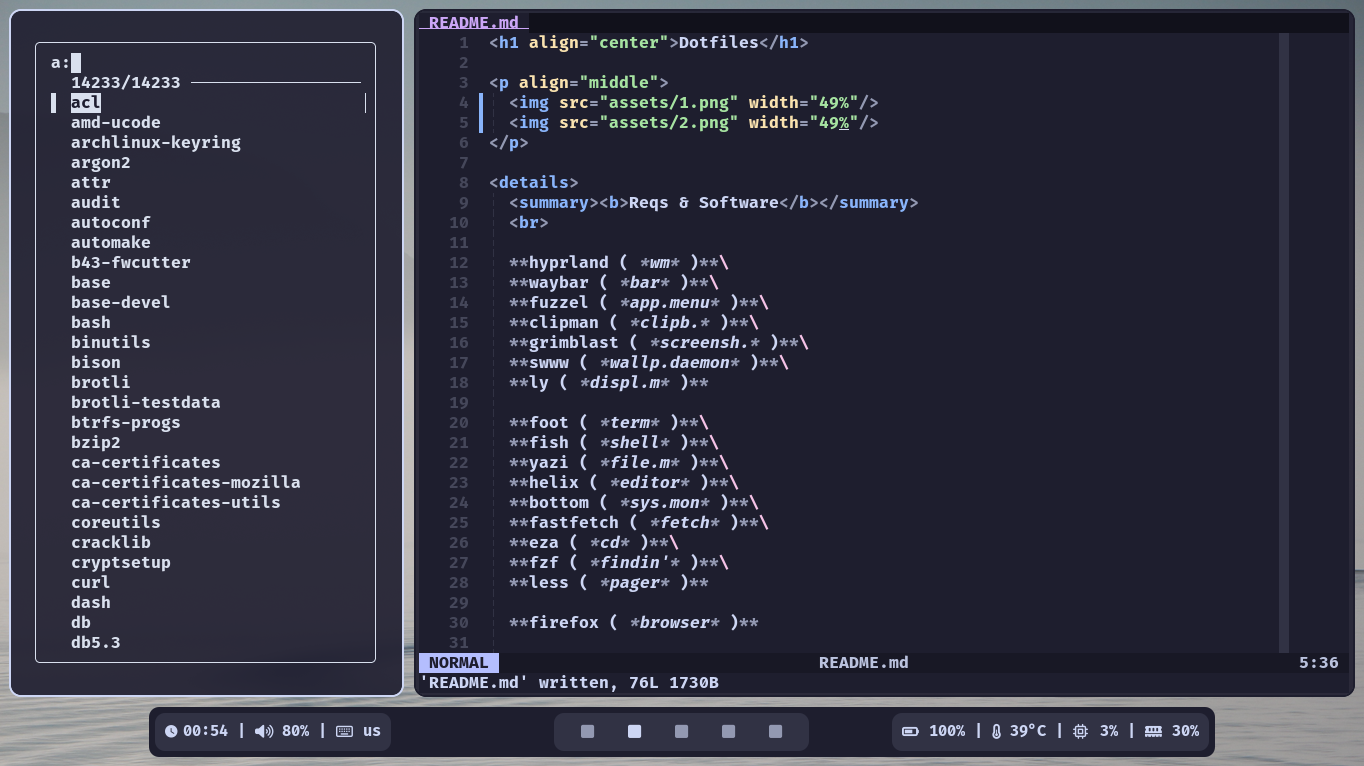 a:
14233/14233
acl
amd-ucode
archlinux-keyring
argon2
attr
audit
autoconf
automake
b43-fwcutter
base
base-devel
bash
binutils
bison
brotli
brotli-testdata
btrfs-progs
bzip2
ca-certificates
ca-certificates-mozilla
ca-certificates-utils
coreutils
cracklib
cryptsetup
curl
dash
db
db5.3
README.md
1 <h1 align="center">Dotfiles</h1>
2
3 <p align="middle">
4   <img src="assets/1.png" width="49%"/>
5   <img src="assets/2.png" width="49%"/>
6 </p>
7
8 <details>
9   <summary><b>Reqs & Software</b></summary>
10   <br>
11
12   **hyprland ( *wm* )**\
13   **waybar ( *bar* )**\
14   **fuzzel ( *app.menu* )**\
15   **clipman ( *clipb.* )**\
16   **grimblast ( *screensh.* )**\
17   **swww ( *wallp.daemon* )**\
18   **ly ( *displ.m* )**
19
20   **foot ( *term* )**\
21   **fish ( *shell* )**\
22   **yazi ( *file.m* )**\
23   **helix ( *editor* )**\
24   **bottom ( *sys.mon* )**\
25   **fastfetch ( *fetch* )**\
26   **eza ( *cd* )**\
27   **fzf ( *findin'* )**\
28   **less ( *pager* )**
29
30   **firefox ( *browser* )**
31
NORMAL README.md 5:36
'README.md' written, 76L 1730B
00:54 | 80% | us
100% | 39°C | 3% | 30%